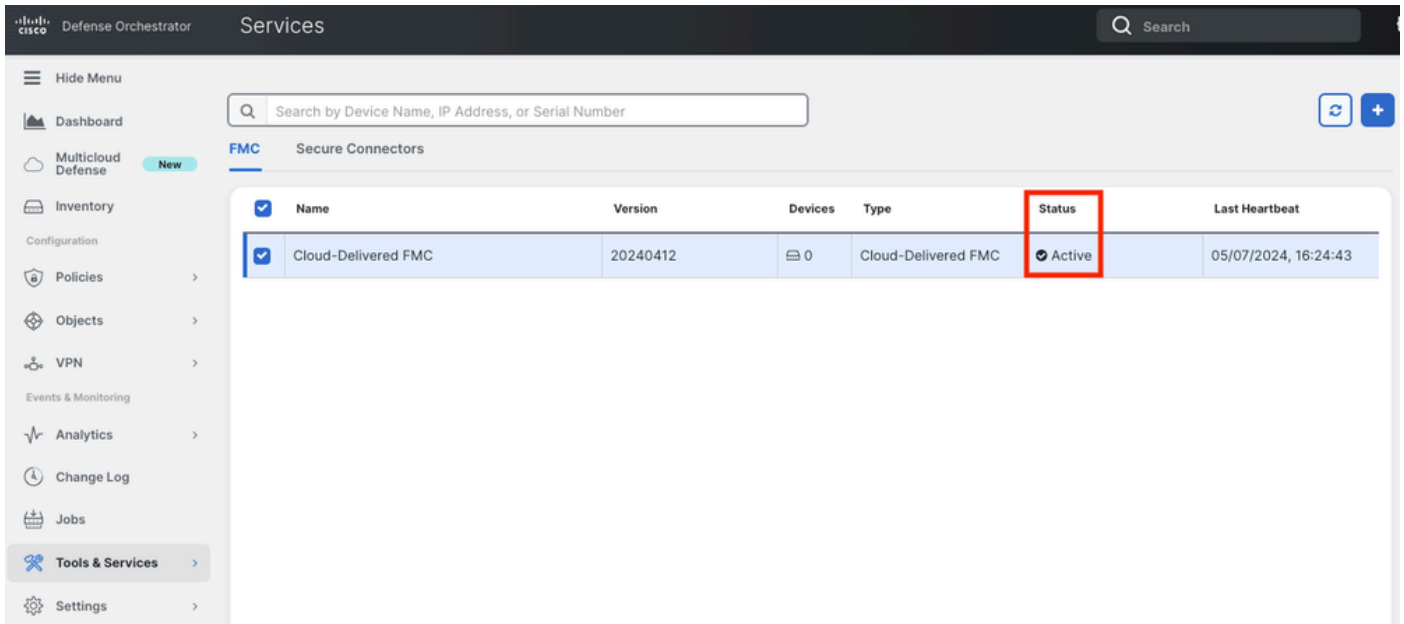 cisco Defense Orchestrator Services Search
Hide Menu
Dashboard
Multicloud
Defense New
Inventory
Configuration
Policies
Objects
VPN
Events & Monitoring
Analytics
Change Log
Jobs
Tools & Services
Settings
Search by Device Name, IP Address, or Serial Number
FMC Secure Connectors
Name Version Devices Type Status Last Heartbeat
Cloud-Delivered FMC 20240412 0 Cloud-Delivered FMC Active 05/07/2024, 16:24:43